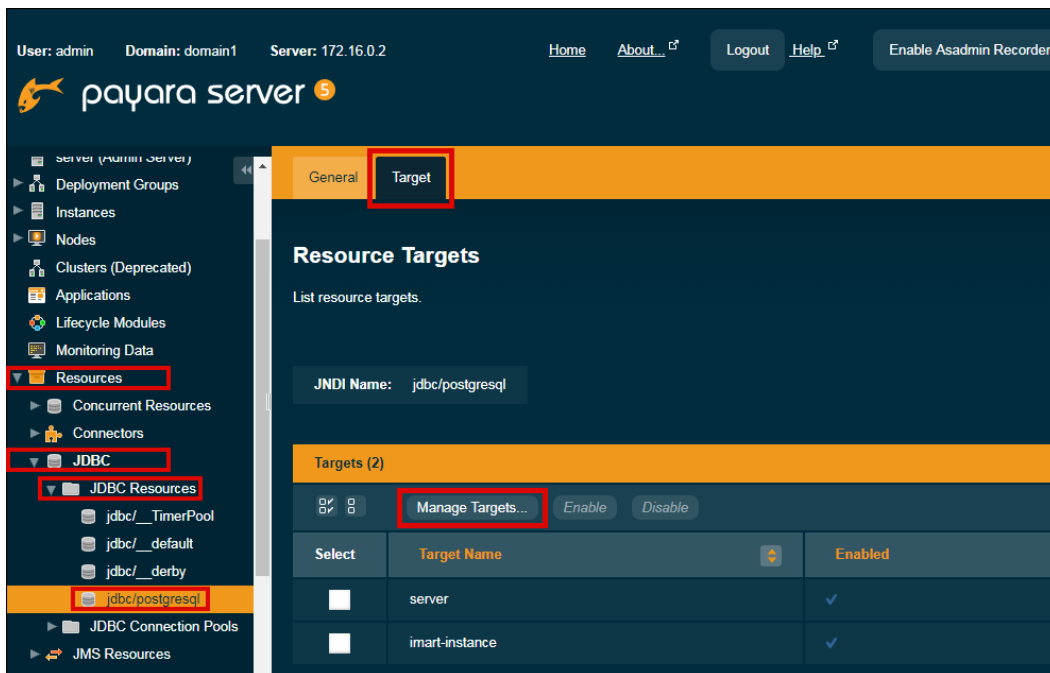 User: admin Domain: domain1 Server: 172.16.0.2 Home About... Logout Help Enable Asadmin Recorder
payara server 5
server (Admin Server)
Deployment Groups
Instances
Nodes
Clusters (Deprecated)
Applications
Lifecycle Modules
Monitoring Data
Resources
Concurrent Resources
Connectors
JDBC
JDBC Resources
jdbc/__TimerPool
jdbc/__default
jdbc/__derby
jdbc/postgresql
JDBC Connection Pools
JMS Resources
General Target
Resource Targets
List resource targets.
JNDI Name: jdbc/postgresql
Targets (2)
Manage Targets... Enable Disable
Select Target Name Enabled
server
imart-instance